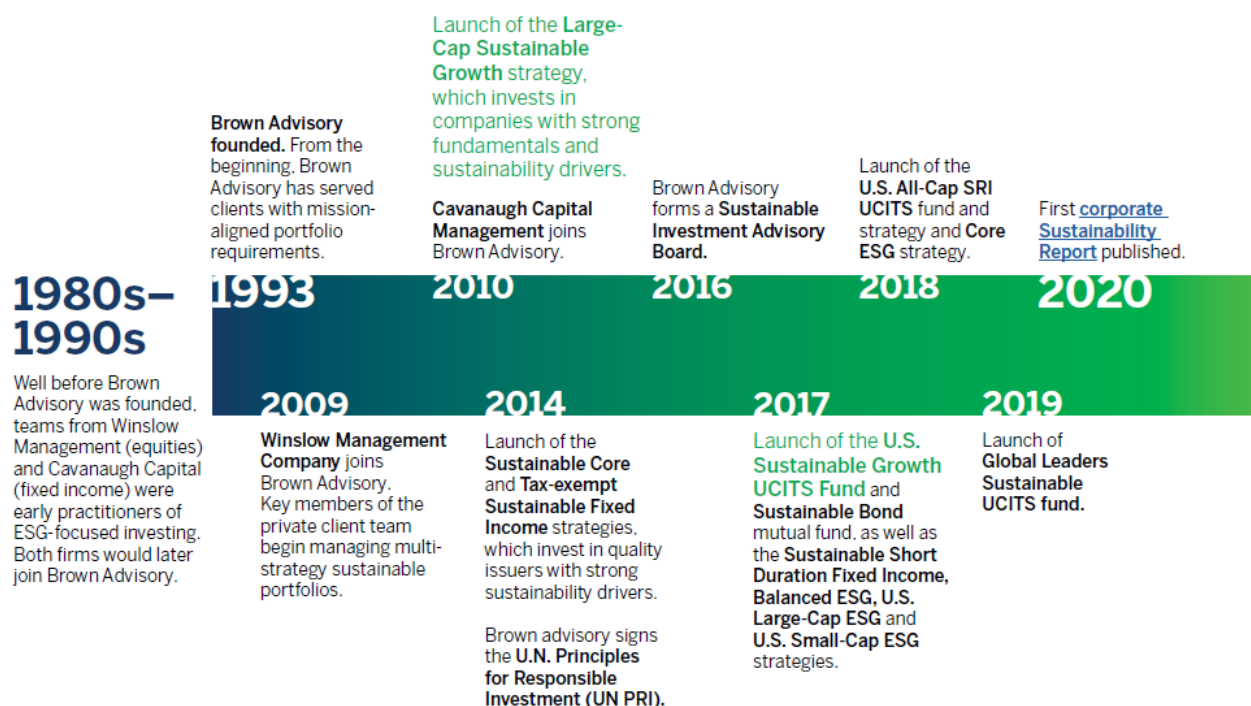 1980s–
1990s
Well before Brown
Advisory was founded,
teams from Winslow
Management (equities)
and Cavanaugh Capital
(fixed income) were
early practitioners of
ESG-focused investing.
Both firms would later
join Brown Advisory.
Brown Advisory
founded. From the
beginning, Brown
Advisory has served
clients with mission-
aligned portfolio
requirements.
1993
2009
Winslow Management
Company joins
Brown Advisory.
Key members of the
private client team
begin managing multi-
strategy sustainable
portfolios.
Launch of the Large-
Cap Sustainable
Growth strategy,
which invests in
companies with strong
fundamentals and
sustainability drivers.
Cavanaugh Capital
Management joins
Brown Advisory.
2010
2014
Launch of the
Sustainable Core
and Tax-exempt
Sustainable Fixed
Income strategies,
which invest in quality
issuers with strong
sustainability drivers.
Brown advisory signs
the U.N. Principles
for Responsible
Investment (UN PRI).
Brown Advisory
forms a Sustainable
Investment Advisory
Board.
2016
2017
Launch of the U.S.
Sustainable Growth
UCITS Fund and
Sustainable Bond
mutual fund, as well as
the Sustainable Short
Duration Fixed Income,
Balanced ESG, U.S.
Large-Cap ESG and
U.S. Small-Cap ESG
strategies.
Launch of the
U.S. All-Cap SRI
UCITS fund and
strategy and Core
ESG strategy.
2018
2019
Launch of
Global Leaders
Sustainable
UCITS fund.
First corporate
Sustainability
Report published.
2020